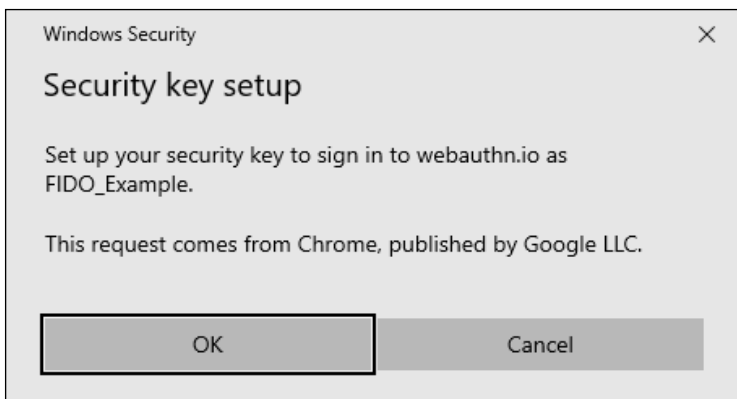 Windows Security
Security key setup
Set up your security key to sign in to webauthn.io as
FIDO_Example.
This request comes from Chrome, published by Google LLC.
OK
Cancel